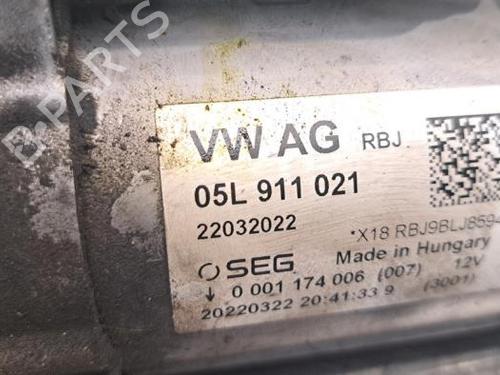 B-PARTS
VW AG RBJ
05L 911 021
22032022
*X18 RBJ9BLJ859
SEG Made in Hungary
↓ 0 001 174 006 (007) 12V
20220322 20:41:33 9 (3001)